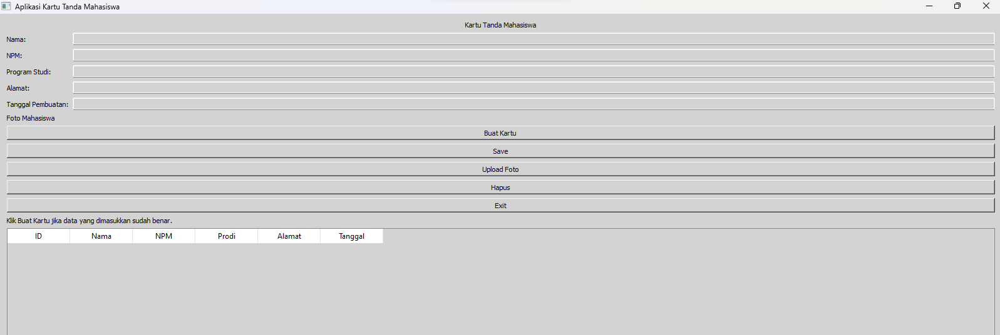 Aplikasi Kartu Tanda Mahasiswa
Kartu Tanda Mahasiswa
Nama:
NPM:
Program Studi:
Alamat:
Tanggal Pembuatan:
Foto Mahasiswa
Buat Kartu
Save
Upload Foto
Hapus
Exit
Klik Buat Kartu jika data yang dimasukkan sudah benar.
ID Nama NPM Prodi Alamat Tanggal